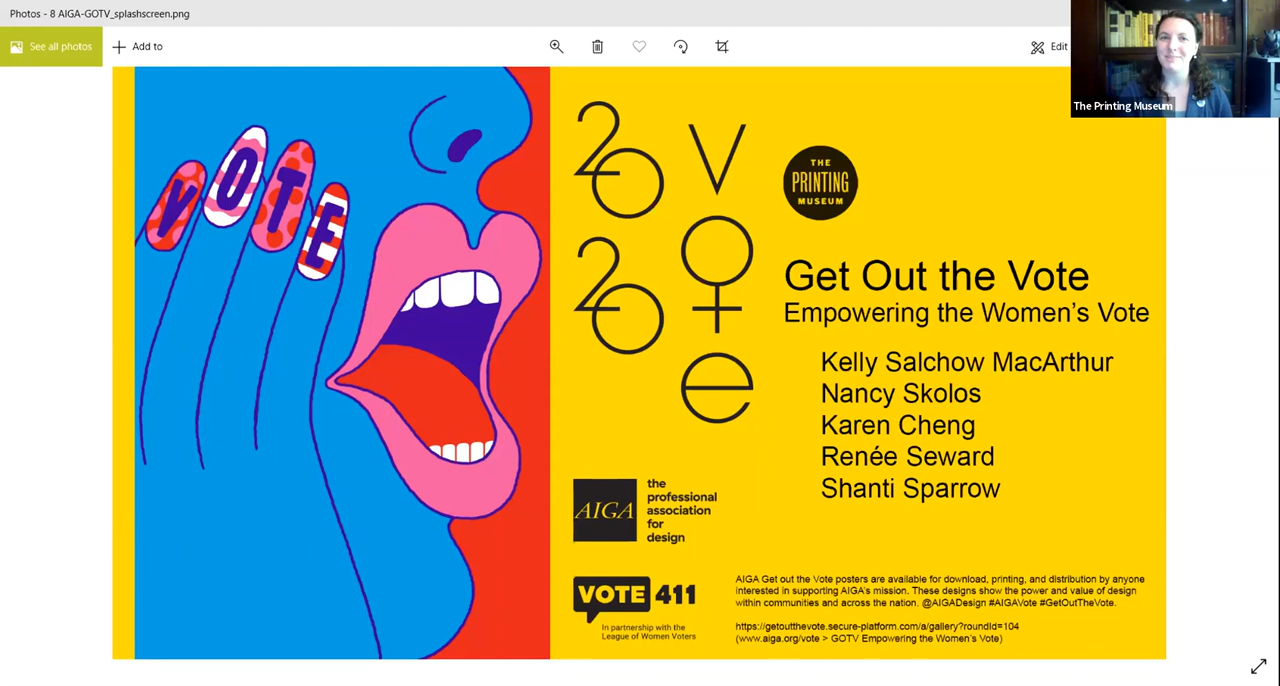 Photos - 8 AIGA-GOTV_splashscreen.png
See all photos
Add to
Edit
The Printing Museum
VOTE
2020
vote
THE
PRINTING
MUSEUM
Get Out the Vote
Empowering the Women's Vote
Kelly Salchow MacArthur
Nancy Skolos
Karen Cheng
Renée Seward
Shanti Sparrow
AIGA
the
professional
association
for
design
VOTE 411
In partnership with the
League of Women Voters
AIGA Get out the Vote posters are available for download, printing, and distribution by anyone
interested in supporting AIGA's mission. These designs show the power and value of design
within communities and across the nation. @AIGADesign #AIGAVote #GetOutTheVote.
https://getoutthevote.secure-platform.com/a/gallery?roundId=104
(www.aiga.org/vote > GOTV Empowering the Women's Vote)